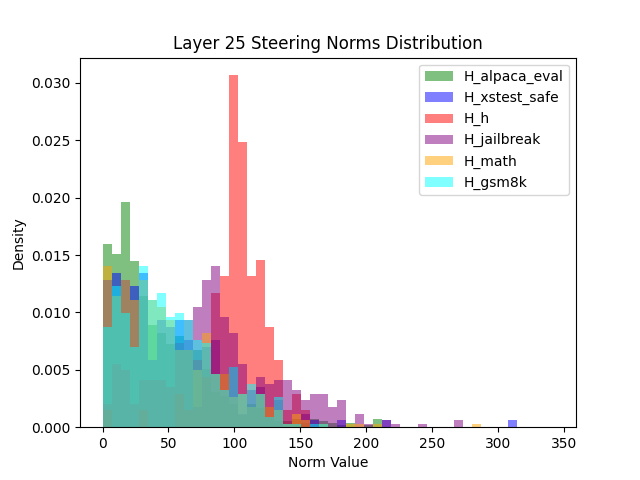 Layer 25 Steering Norms Distribution
H_alpaca_eval
H_xstest_safe
H_h
H_jailbreak
H_math
H_gsm8k
Density
0.030
0.025
0.020
0.015
0.010
0.005
0.000
0
50
100
150
200
250
300
350
Norm Value